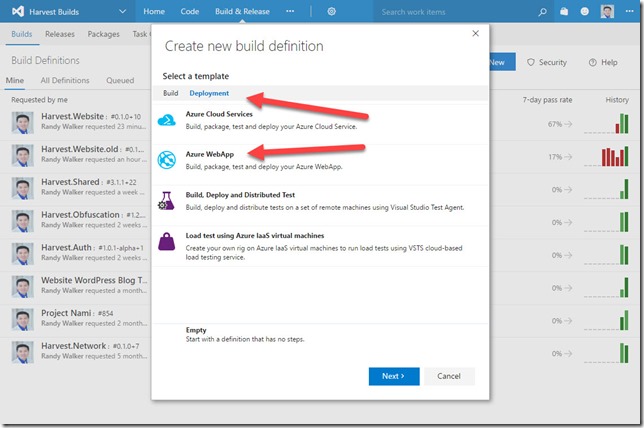 Harvest Builds
Home
Code
Build & Release
Search work items
Builds
Releases
Packages
Task
Build Definitions
New
Security
Help
Mine
All Definitions
Queued
Requested by me
7-day pass rate
History
Harvest.Website : #0.1.0+10
Randy Walker requested 23 minu
67%
Harvest.Website.old : #0.1.0+
Randy Walker requested an hour
17%
Harvest.Shared : #3.1.1+22
Randy Walker requested a week
0%
Harvest.Obfuscation : #1.2.
Randy Walker requested 2 weeks
0%
Harvest.Auth : #1.0.1-alpha+1
Randy Walker requested 2 weeks
0%
Website WordPress Blog T
Randy Walker requested a month
0%
Project Nami : #854
Randy Walker requested 2 month
0%
Harvest.Network : #0.1.0+7
Randy Walker requested 5 month
0%
Create new build definition
Select a template
Build
Deployment
Azure Cloud Services
Build, package, test and deploy your Azure Cloud Service.
Azure WebApp
Build, package, test and deploy your Azure WebApp.
Build, Deploy and Distributed Test
Build, deploy and distribute tests on a set of remote machines using Visual Studio Test Agent.
Load test using Azure IaaS virtual machines
Create your own rig on Azure IaaS virtual machines to run load tests using VSTS cloud-based
load testing service.
Empty
Start with a definition that has no steps.
Next
Cancel